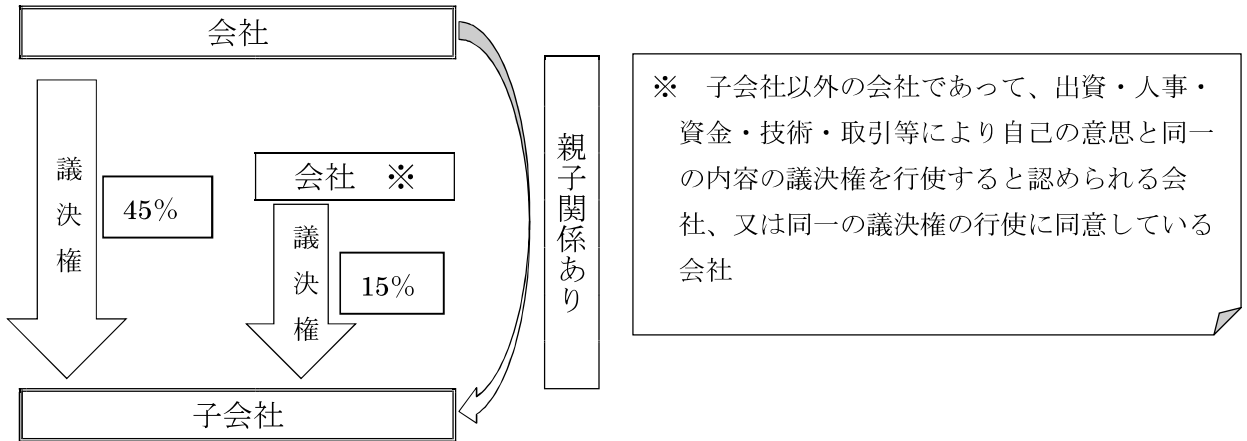 会社
議決権
45%
会社　※
議決権
15%
子会社
親子関係あり
※　子会社以外の会社であって、出資・人事・
資金・技術・取引等により自己の意思と同一
の内容の議決権を行使すると認められる会
社、又は同一の議決権の行使に同意している
会社